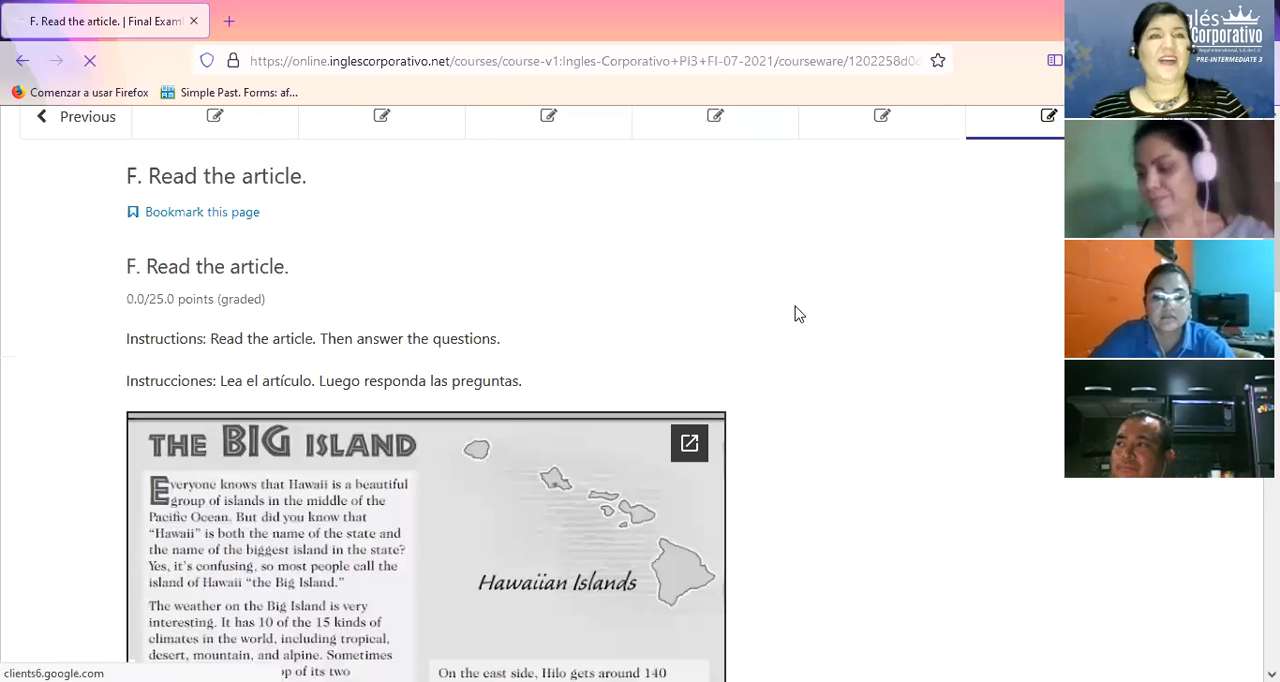 F. Read the article. | Final Exam
https://online.inglescorporativo.net/courses/course-v1:Ingles-Corporativo+PI3+FI-07-2021/courseware/1202258d0c
Comenzar a usar Firefox
Simple Past. Forms: af...
Previous
F. Read the article.
Bookmark this page
F. Read the article.
0.0/25.0 points (graded)
Instructions: Read the article. Then answer the questions.
Instrucciones: Lea el artículo. Luego responda las preguntas.
THE BIG ISLAND
Everyone knows that Hawaii is a beautiful
group of islands in the middle of the
Pacific Ocean. But did you know that
“Hawaii” is both the name of the state and
the name of the biggest island in the state?
Yes, it's confusing, so most people call the
island of Hawaii “the Big Island.”
The weather on the Big Island is very
interesting. It has 10 of the 15 kinds of
climates in the world, including tropical,
desert, mountain, and alpine. Sometimes
op of its two
Hawaiian Islands
On the east side, Hilo gets around 140
clients6.google.com
glés
Corporativo
PRE-INTERMEDIATE 3